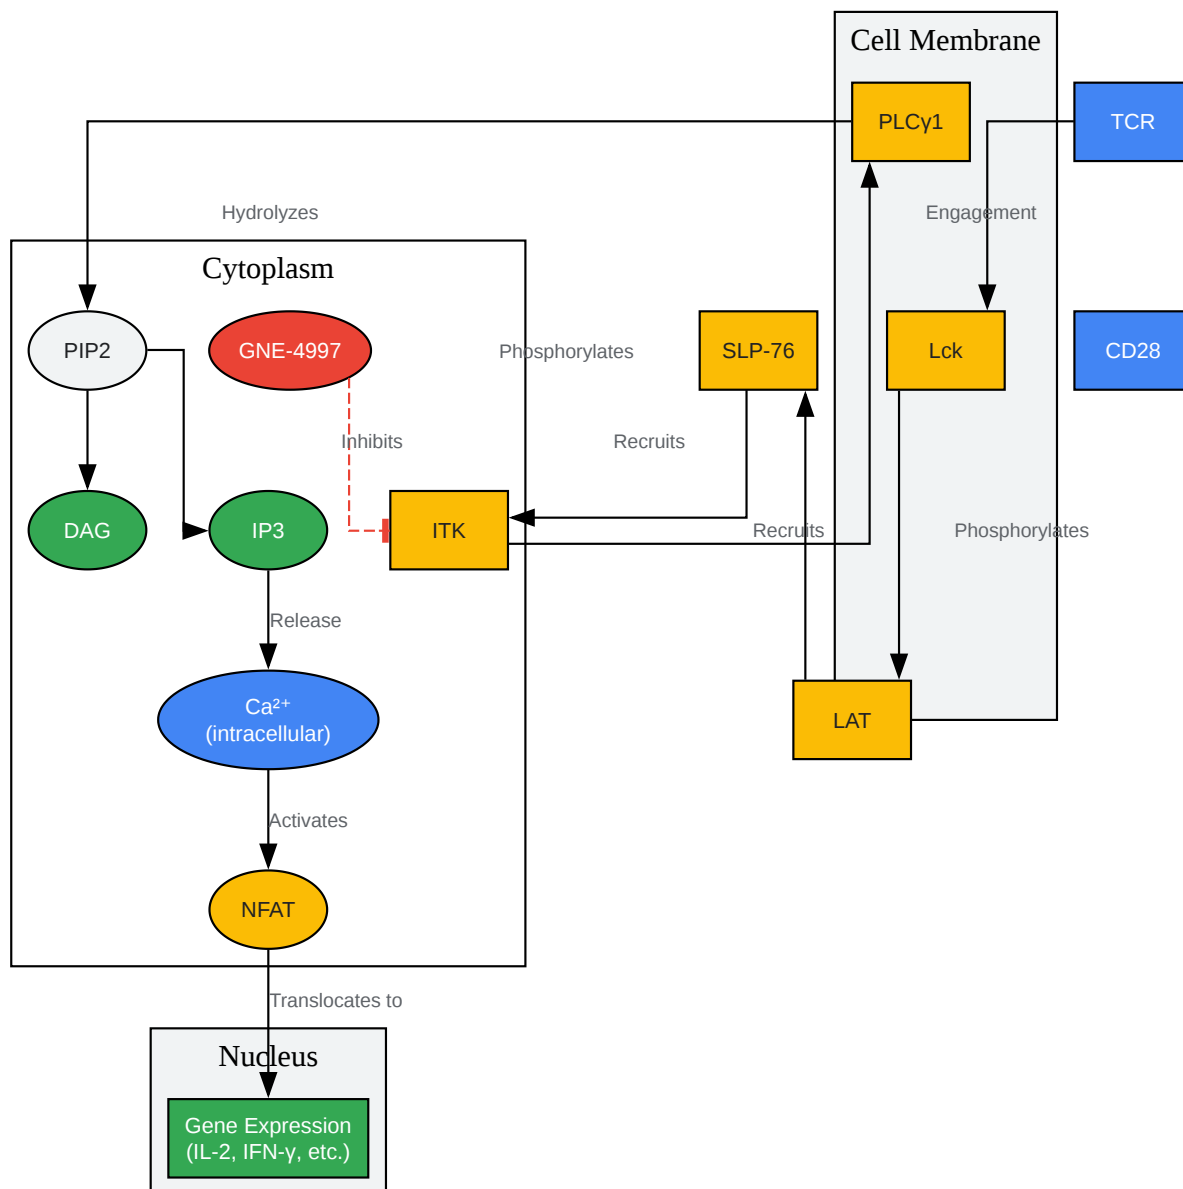 Cell Membrane
PLCγ1
TCR
Hydrolyzes
Engagement
Cytoplasm
PIP2
GNE-4997
Phosphorylates
SLP-76
Lck
CD28
Inhibits
Recruits
DAG
IP3
ITK
Recruits
Phosphorylates
Release
Ca²⁺
(intracellular)
LAT
Activates
NFAT
Translocates to
Nucleus
Gene Expression
(IL-2, IFN-γ, etc.)